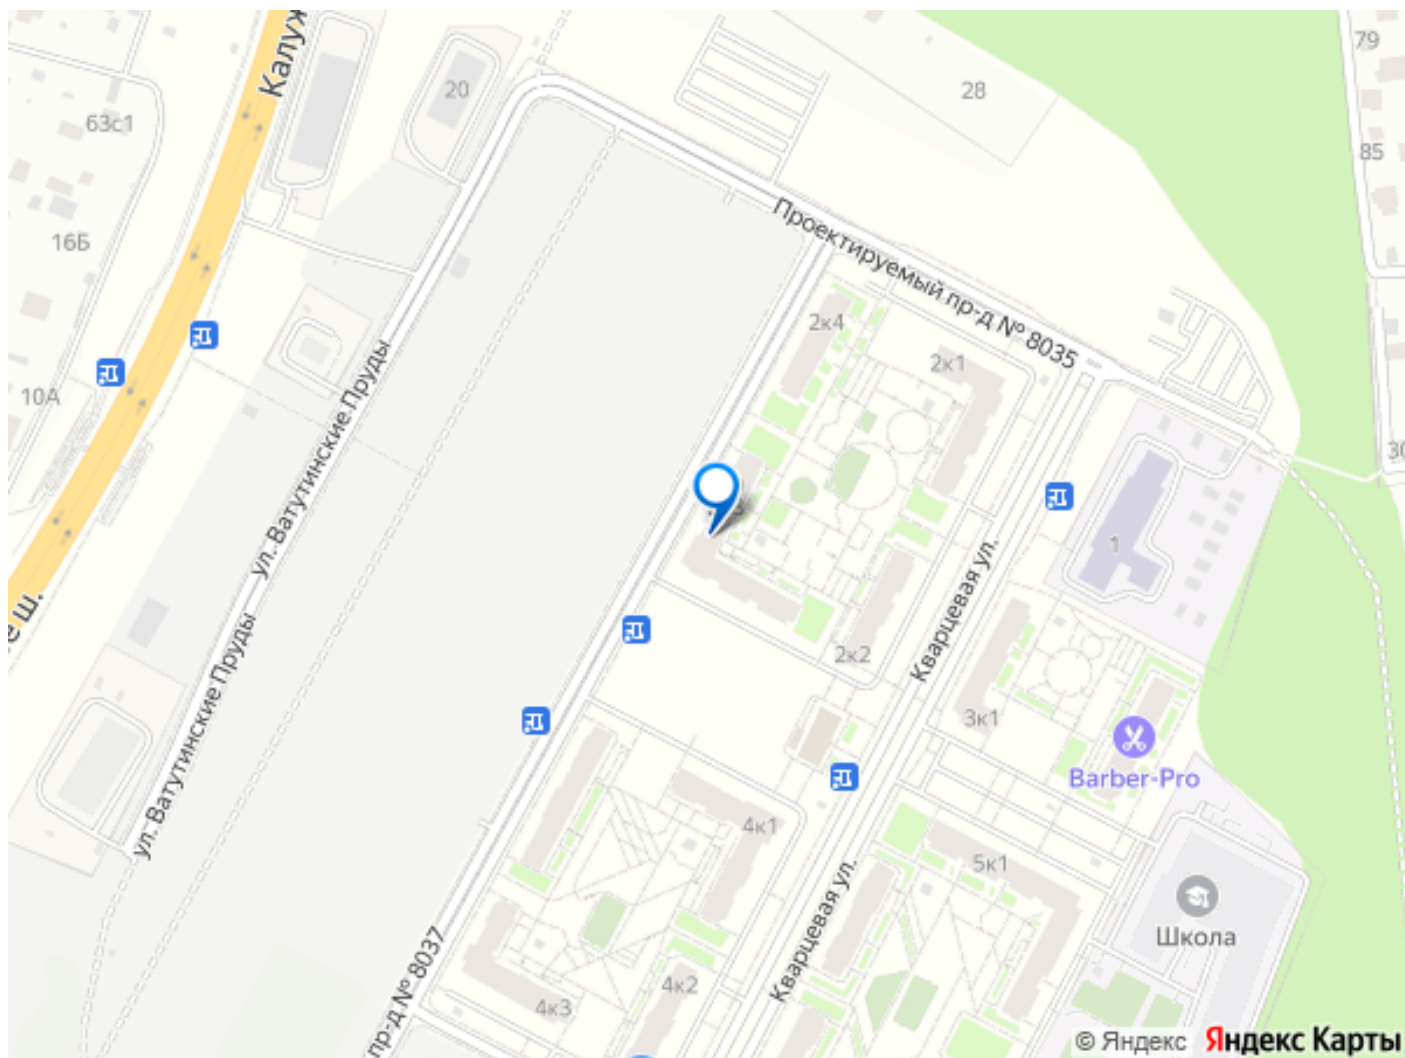 79
Калуж
20
28
63с1
85
Проектируемый пр-д № 8035
16Б
2к4
2к1
10А
ул. Ватутинские Пруды
30
1
е ш.
Кварцевая ул.
2к2
ул. Ватутинские Пруды
3к1
Barber-Pro
4к1
5к1
Кварцевая ул.
Школа
пр-д № 8037
4к2
4к3
© Яндекс Яндекс Карты